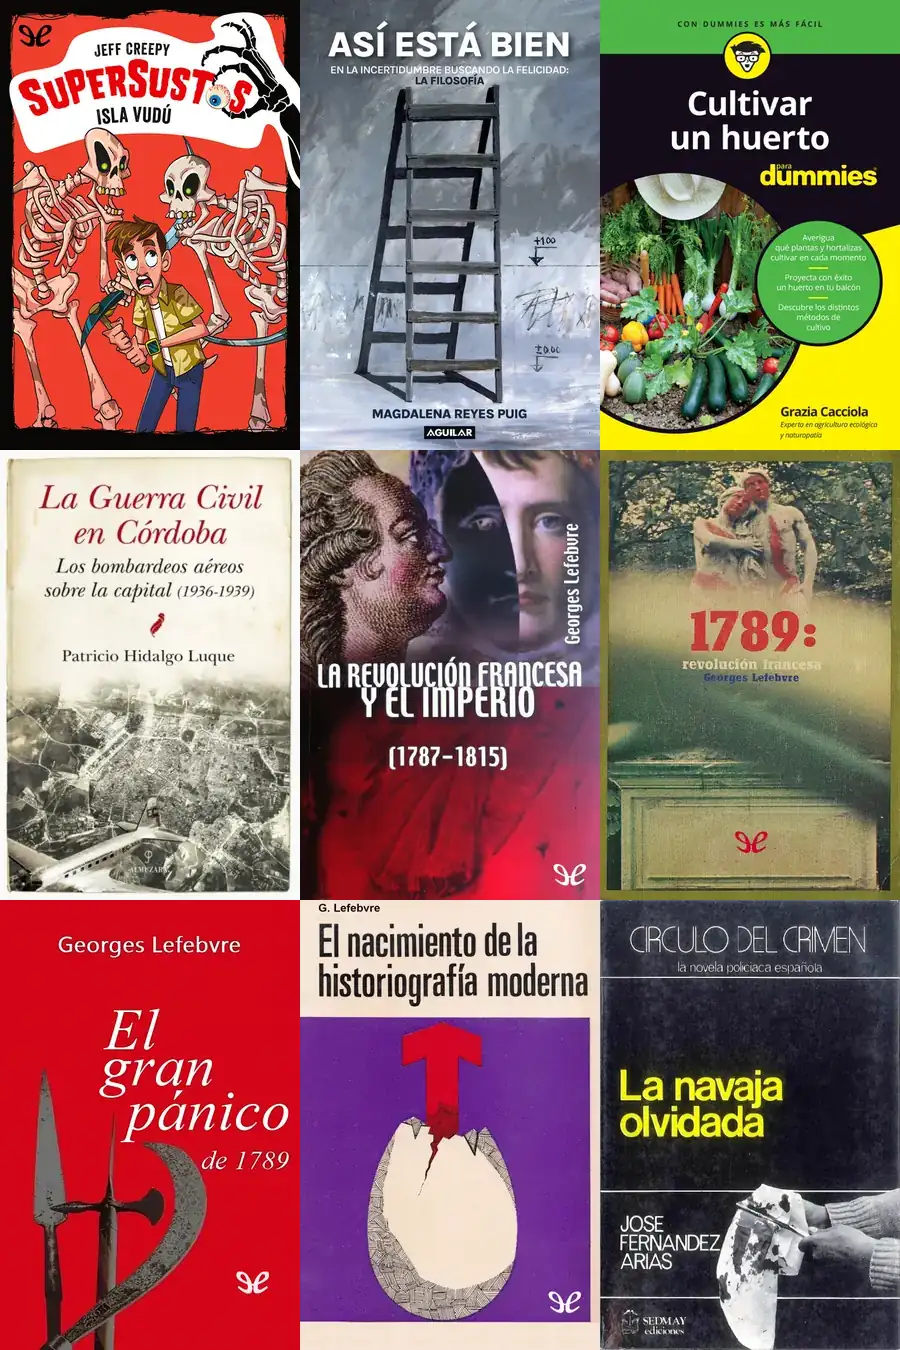 JEFF CREEPY
SUPERSUSTOS
ISLA VUDÚ
ASÍ ESTÁ BIEN
EN LA INCERTIDUMBRE BUSCANDO LA FELICIDAD:
LA FILOSOFÍA
±1.00
±0.00
MAGDALENA REYES PUIG
AGUILAR
CON DUMMIES ES MÁS FÁCIL
Cultivar
un huerto
para
dummies
Averigua
qué plantas y hortalizas
cultivar en cada momento
Proyecta con éxito
un huerto en tu balcón
Descubre los distintos
métodos de
cultivo
Grazia Cacciola
Experta en agricultura ecológica
y naturopatía
La Guerra Civil
en Córdoba
Los bombardeos aéreos
sobre la capital (1936-1939)
Patricio Hidalgo Luque
ALMUZARA
Georges Lefebvre
LA REVOLUCIÓN FRANCESA
Y EL IMPERIO
(1787-1815)
1789:
revolución francesa
Georges Lefebvre
Georges Lefebvre
El
gran
pánico
de 1789
G. Lefebvre
El nacimiento de la
historiografía moderna
CIRCULO DEL CRIMEN
la novela policiaca española
La navaja
olvidada
JOSE
FERNANDEZ
ARIAS
SEDMAY
ediciones